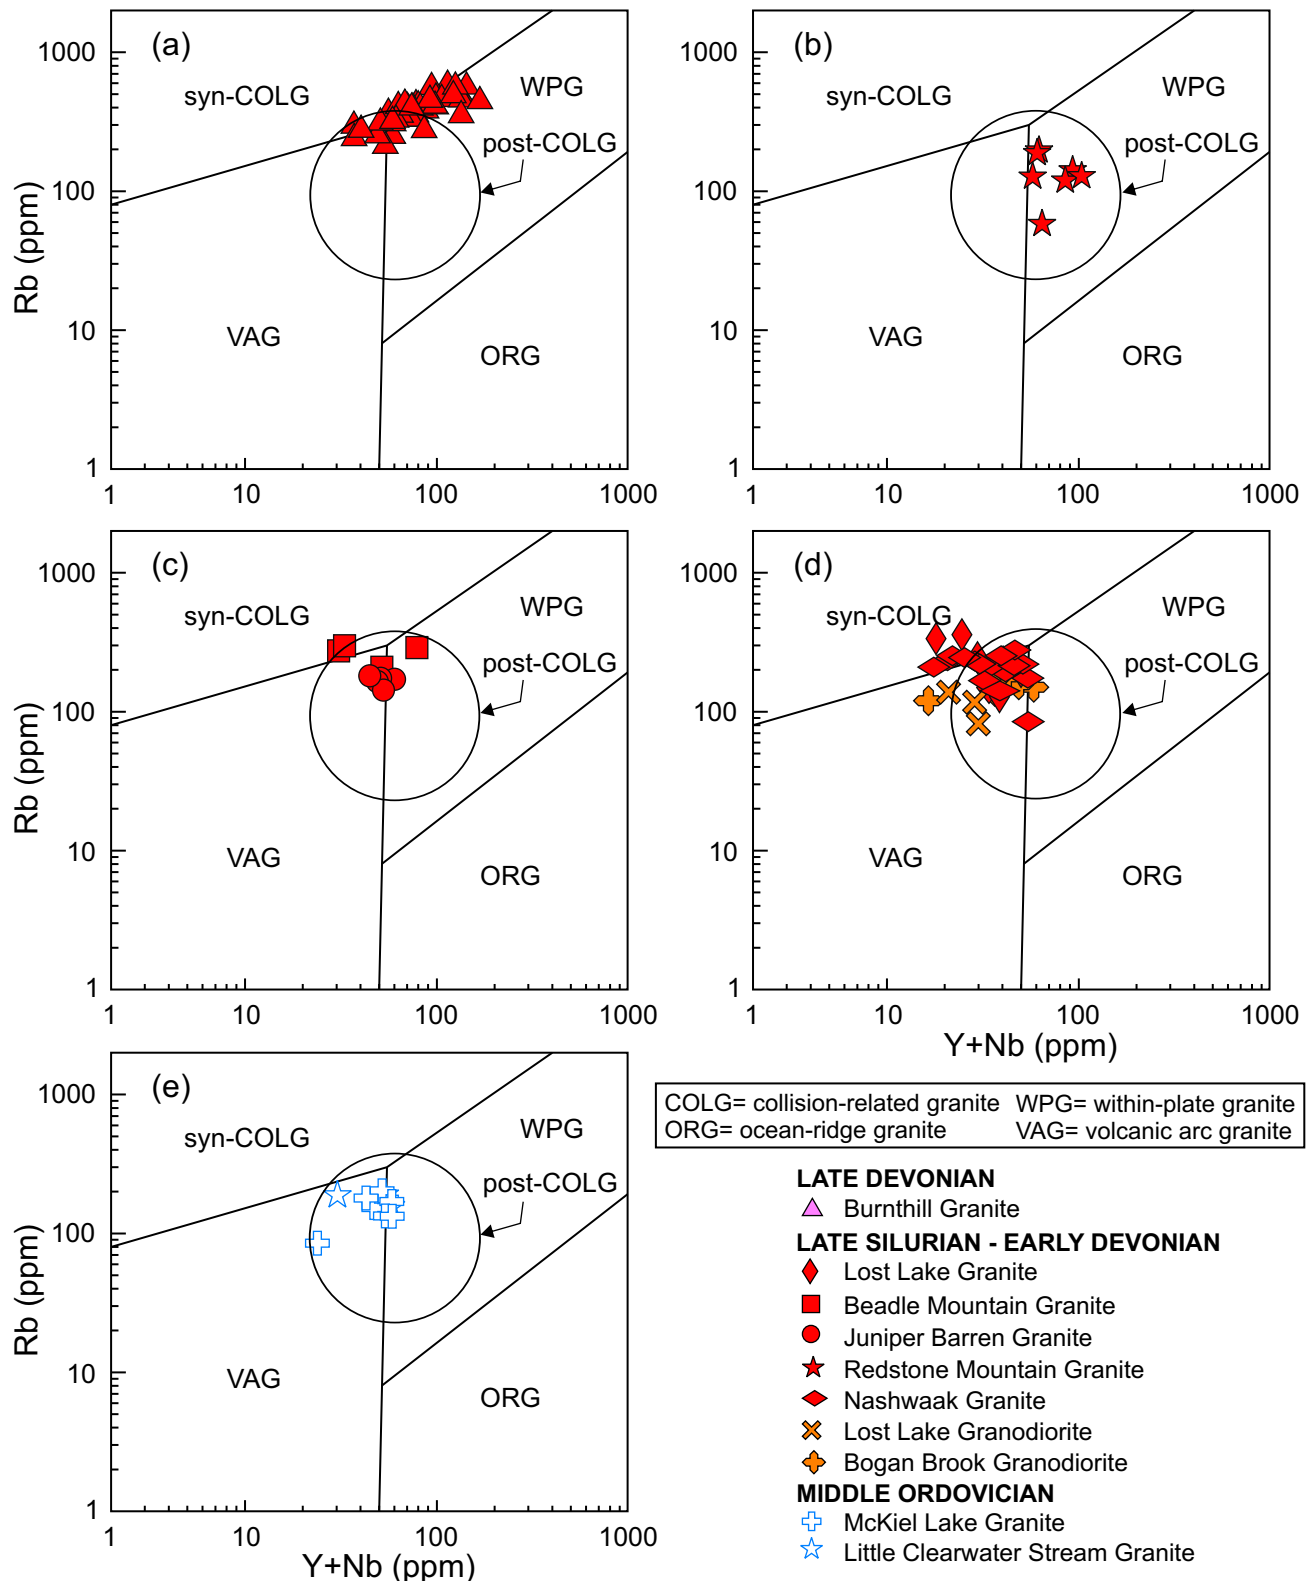 (a)
1000
100
10
1
Rb (ppm)
syn-COLG
WPG
post-COLG
VAG
ORG
1 10 100 1000
(b)
1000
100
10
1
syn-COLG
WPG
post-COLG
VAG
ORG
1 10 100 1000
(c)
1000
100
10
1
Rb (ppm)
syn-COLG
WPG
post-COLG
VAG
ORG
1 10 100 1000
(d)
1000
100
10
1
syn-COLG
WPG
post-COLG
VAG
ORG
1 10 100 1000
Y+Nb (ppm)
(e)
1000
100
10
1
Rb (ppm)
syn-COLG
WPG
post-COLG
VAG
ORG
1 10 100 1000
Y+Nb (ppm)
COLG= collision-related granite WPG= within-plate granite
ORG= ocean-ridge granite VAG= volcanic arc granite
LATE DEVONIAN
Burnthill Granite
LATE SILURIAN - EARLY DEVONIAN
Lost Lake Granite
Beadle Mountain Granite
Juniper Barren Granite
Redstone Mountain Granite
Nashwaak Granite
Lost Lake Granodiorite
Bogan Brook Granodiorite
MIDDLE ORDOVICIAN
McKiel Lake Granite
Little Clearwater Stream Granite